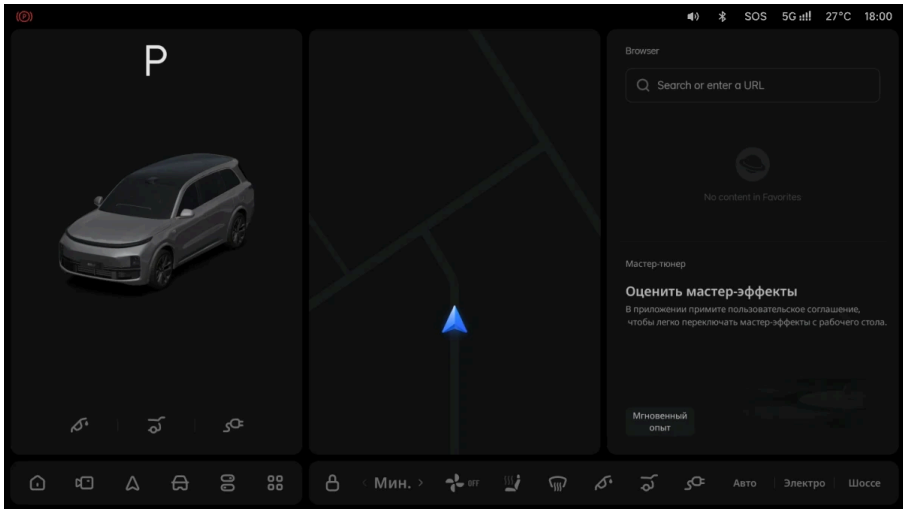 (P)
SOS 5G 27°C 18:00
P
Browser
Search or enter a URL
No content in Favorites
Мастер-тюнер
Оценить мастер-эффекты
В приложении примите пользовательское соглашение,
чтобы легко переключать мастер-эффекты с рабочего стола.
Мгновенный
опыт
Мин. OFF Авто Электро Шоссе